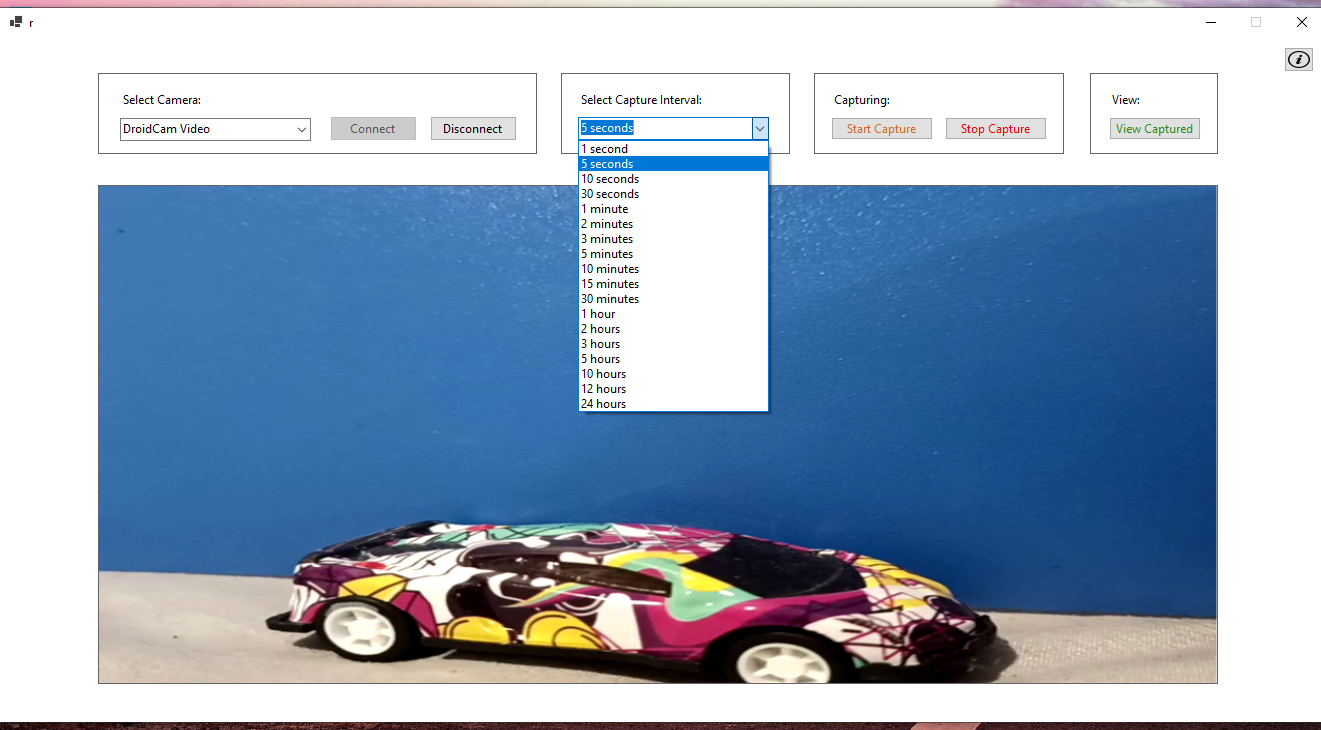 r
Select Camera:
DroidCam Video
Connect
Disconnect
Select Capture Interval:
5 seconds
1 second
5 seconds
10 seconds
30 seconds
1 minute
2 minutes
3 minutes
5 minutes
10 minutes
15 minutes
30 minutes
1 hour
2 hours
3 hours
5 hours
10 hours
12 hours
24 hours
Capturing:
Start Capture
Stop Capture
View:
View Captured
i